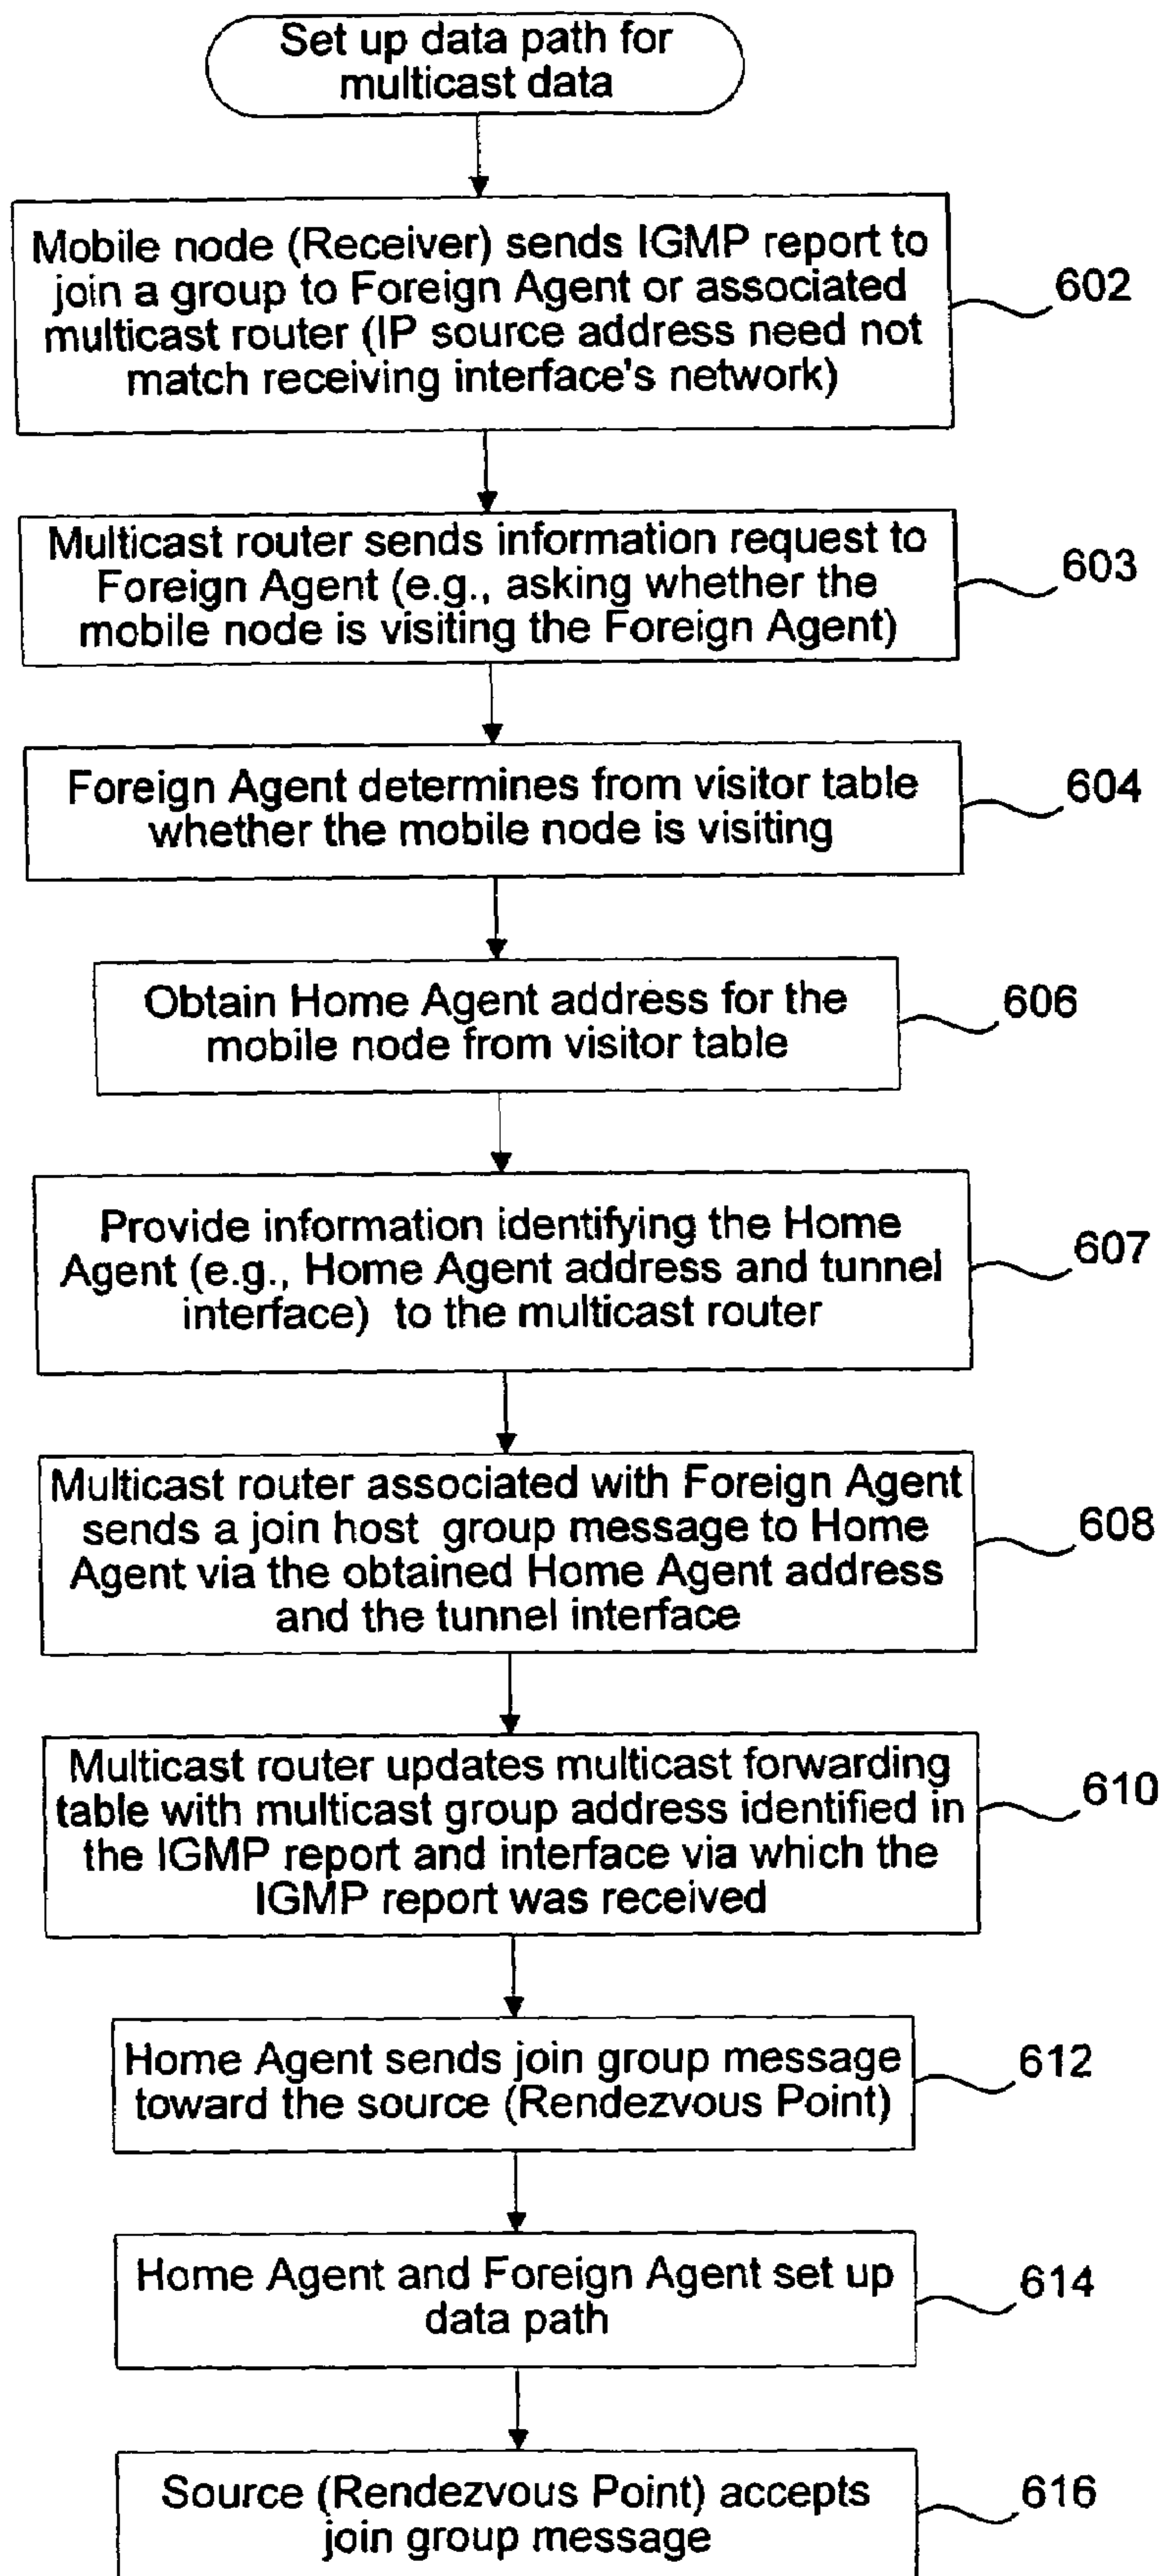 Set up data path for
multicast data
Mobile node (Receiver) sends IGMP report to
join a group to Foreign Agent or associated
multicast router (IP source address need not
match receiving interface's network)
602
Multicast router sends information request to
Foreign Agent (e.g., asking whether the
mobile node is visiting the Foreign Agent)
603
Foreign Agent determines from visitor table
whether the mobile node is visiting
604
Obtain Home Agent address for the
mobile node from visitor table
606
Provide information identifying the Home
Agent (e.g., Home Agent address and tunnel
interface) to the multicast router
607
Multicast router associated with Foreign Agent
sends a join host group message to Home
Agent via the obtained Home Agent address
and the tunnel interface
608
Multicast router updates multicast forwarding
table with multicast group address identified in
the IGMP report and interface via which the
IGMP report was received
610
Home Agent sends join group message
toward the source (Rendezvous Point)
612
Home Agent and Foreign Agent set up
data path
614
Source (Rendezvous Point) accepts
join group message
616